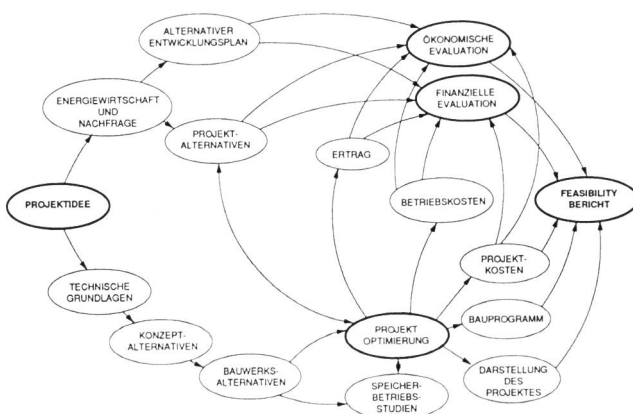 ALTERNATIVER
ENTWICKLUNGSPLAN
ÖKONOMISCHE
EVALUATION
ENERGIEWIRTSCHAFT
UND
NACHFRAGE
FINANZIELLE
EVALUATION
PROJEKT-
ALTERNATIVEN
ERTRAG
BETRIEBSKOSTEN
FEASIBILITY
BERICHT
PROJEKTIDEE
PROJEKT-
KOSTEN
TECHNISCHE
GRUNDLAGEN
KONZEPT-
ALTERNATIVEN
PROJEKT
OPTIMIERUNG
BAUPROGRAMM
BAUWERKS-
ALTERNATIVEN
SPEICHER-
BETRIEBS-
STUDIEN
DARSTELLUNG
DES
PROJEKTES